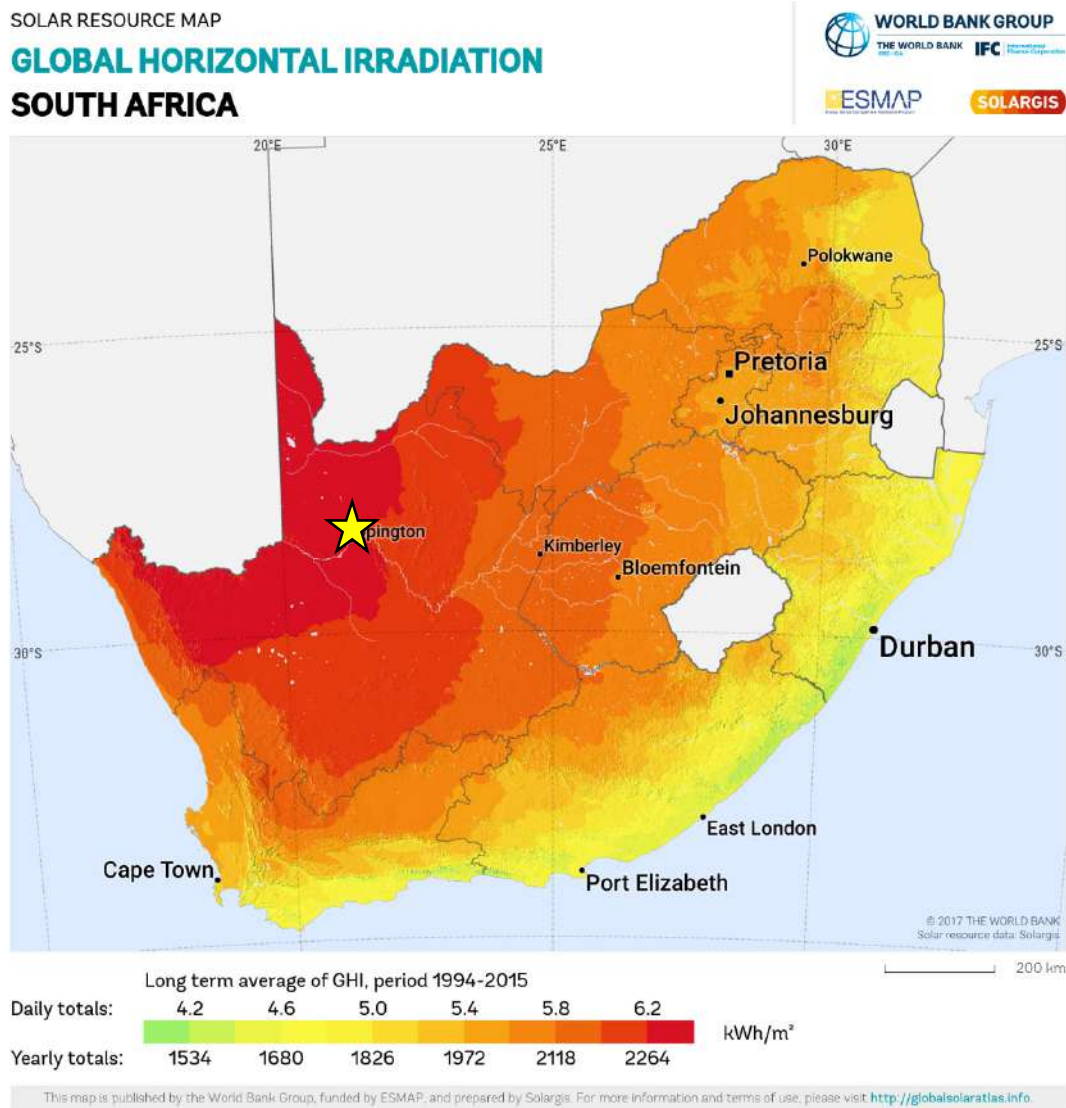 SOLAR RESOURCE MAP
GLOBAL HORIZONTAL IRRADIATION
SOUTH AFRICA
WORLD BANK GROUP
THE WORLD BANK IFC International Finance Corporation
ESMAP
SOLARGIS
20°E 25°E 30°E
Polokwane
25°S 25°S
Pretoria
Johannesburg
pington
Kimberley
Bloemfontein
Durban
30°S 30°S
East London
Cape Town
Port Elizabeth
© 2017 THE WORLD BANK
Solar resource data: Solargis
200 km
Long term average of GHI, period 1994-2015
Daily totals: 4.2 4.6 5.0 5.4 5.8 6.2
kWh/m²
Yearly totals: 1534 1680 1826 1972 2118 2264
This map is published by the World Bank Group, funded by ESMAP, and prepared by Solargis. For more information and terms of use, please visit http://globalsolaratlas.info.